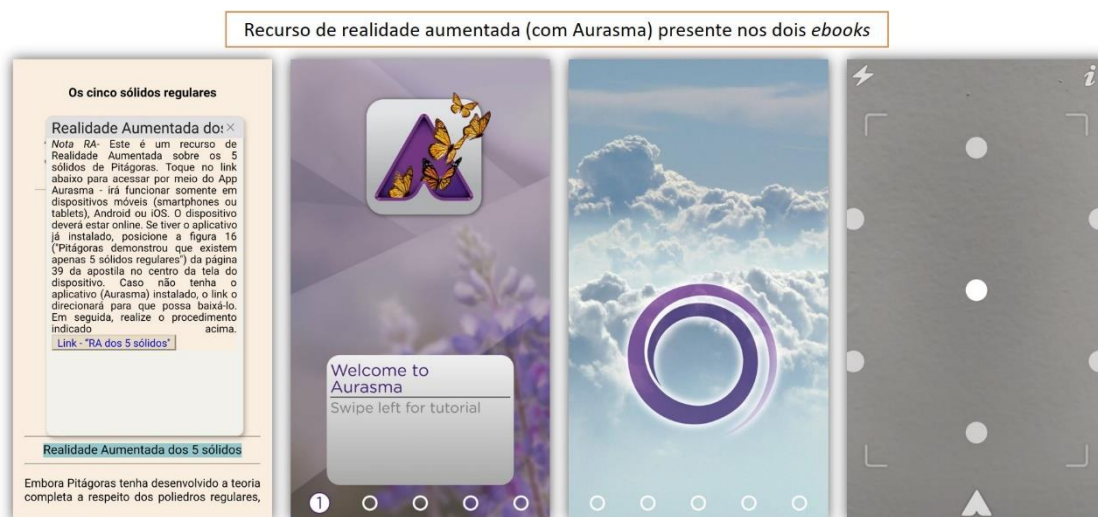 Recurso de realidade aumentada (com Aurasma) presente nos dois ebooks
Os cinco sólidos regulares
Realidade Aumentada dos
Nota RA- Este é um recurso de
Realidade Aumentada sobre os 5
sólidos de Pitágoras. Toque no link
abaixo para acessar por meio do App
Aurasma - irá funcionar somente em
dispositivos móveis (smartphones ou
tablets), Android ou iOS. O dispositivo
deverá estar online. Se tiver o aplicativo
já instalado, posicione a figura 16
("Pitágoras demonstrou que existem
apenas 5 sólidos regulares") da página
39 da apostila no centro da tela do
dispositivo. Caso não tenha o
aplicativo (Aurasma) instalado, o link o
direcionará para que possa baixá-lo.
Em seguida, realize o procedimento
indicado acima.
Link - "RA dos 5 sólidos"
Realidade Aumentada dos 5 sólidos
Embora Pitágoras tenha desenvolvido a teoria
completa a respeito dos poliedros regulares,
Welcome to
Aurasma
Swipe left for tutorial
1
i